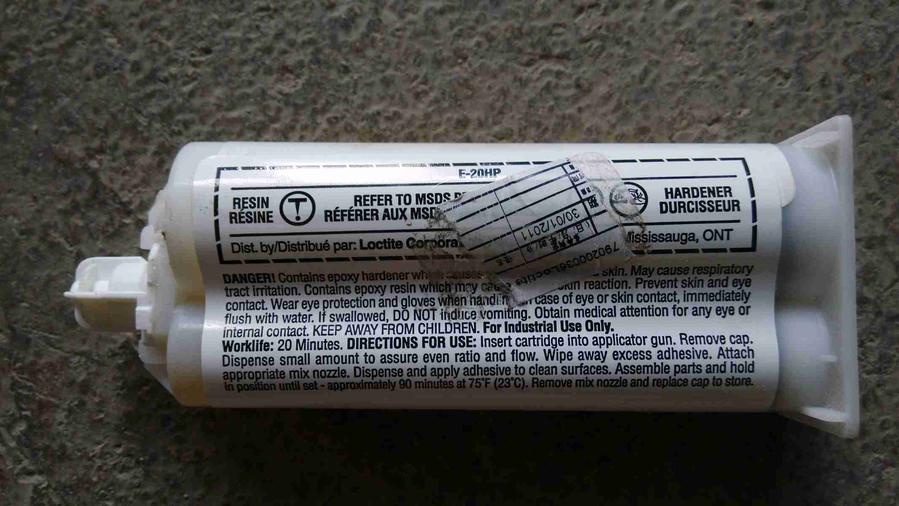 E-20HP
RESIN
RÉSINE
T
REFER TO MSDS
RÉFÉRER AUX
HARDENER
DURCISSEUR
Dist. by/Distribué par: Loctite Mississauga, ONT
30/01/2011
DANGER! Contains epoxy hardener which causes skin. May cause respiratory
tract irritation. Contains epoxy resin which may skin reaction. Prevent skin and eye
contact. Wear eye protection and gloves when case of eye or skin contact, immediately
flush with water. If swallowed, DO NOT induce vomiting. Obtain medical attention for any eye or
internal contact. KEEP AWAY FROM CHILDREN. For Industrial Use Only.
Worklife: 20 Minutes. DIRECTIONS FOR USE: Insert cartridge into applicator gun. Remove cap.
Dispense small amount to assure even ratio and flow. Wipe away excess adhesive. Attach
appropriate mix nozzle. Dispense and apply adhesive to clean surfaces. Assemble parts and hold
in position until set - approximately 90 minutes at 75°F (23°C). Remove mix nozzle and replace cap to store.